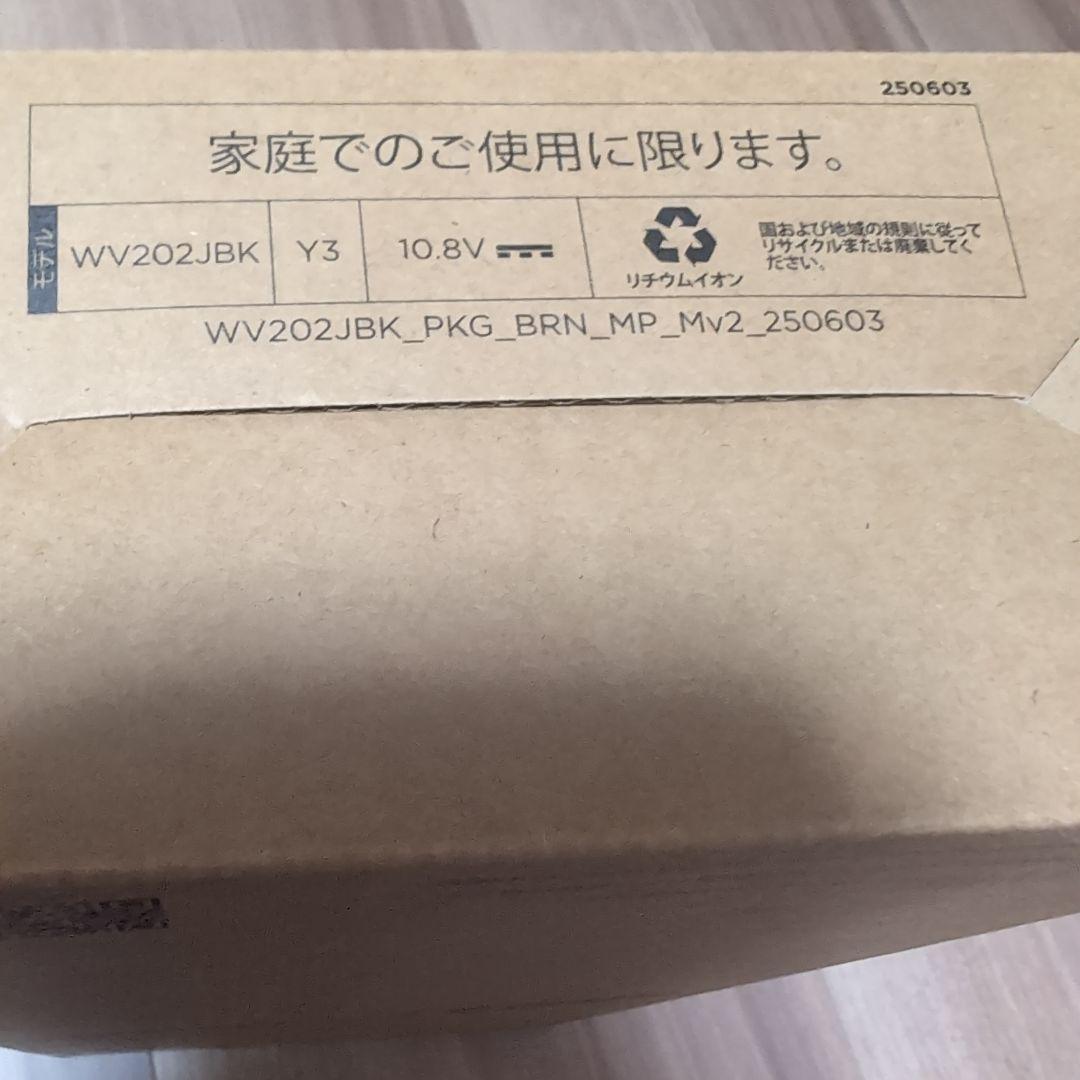 250603
家庭でのご使用に限ります。
モデル
WV202JBK
Y3
10.8V
リチウムイオン
国および地域の規則に従って
リサイクルまたは廃棄してく
ださい。
WV202JBK_PKG_BRN_MP_Mv2_250603